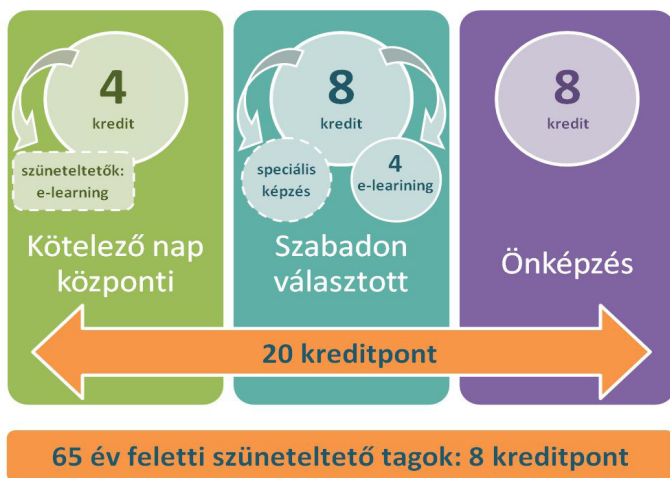 4
kredit
szüneteltetők:
e-learning
Kötelező nap
központi
8
kredit
speciális
képzés
4
e-learining
Szabadon
választott
8
kredit
Önképzés
20 kreditpont
65 év feletti szüneteltető tagok: 8 kreditpont